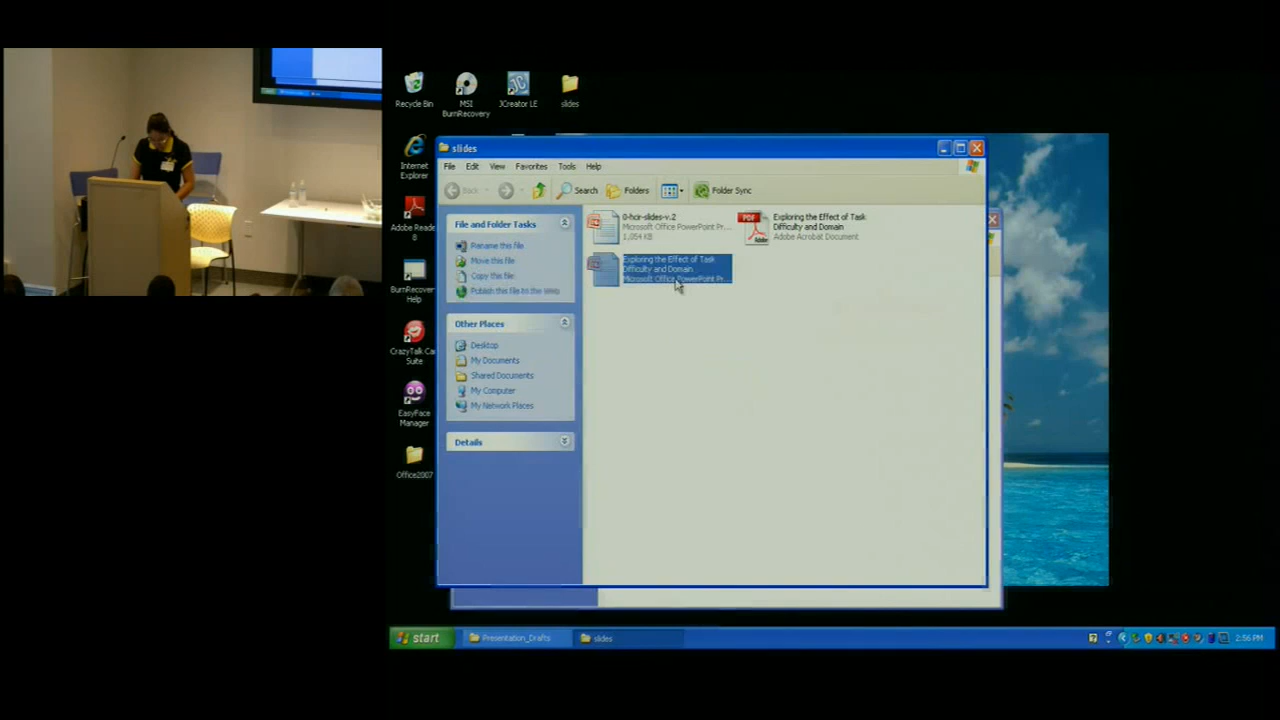 Recycle Bin
MSI
BurnRecovery
JCreator LE
slides
Internet
Explorer
Adobe Reade
8
BurnRecover
Help
CrazyTalk Ca
Suite
EasyFace
Manager
Office2007
slides
File Edit View Favorites Tools Help
Back Search Folders Folder Sync
File and Folder Tasks
Rename this file
Move this file
Copy this file
Publish this file to the Web
Other Places
Desktop
My Documents
Shared Documents
My Computer
My Network Places
Details
0-hcir-slides-v.2
Microsoft Office PowerPoint Pr...
1,054 KB
Exploring the Effect of Task
Difficulty and Domain
Adobe Acrobat Document
PDF
Adobe
Exploring the Effect of Task
Difficulty and Domain
Microsoft Office PowerPoint Pr...
start Presentation_Drafts slides 2:56 PM